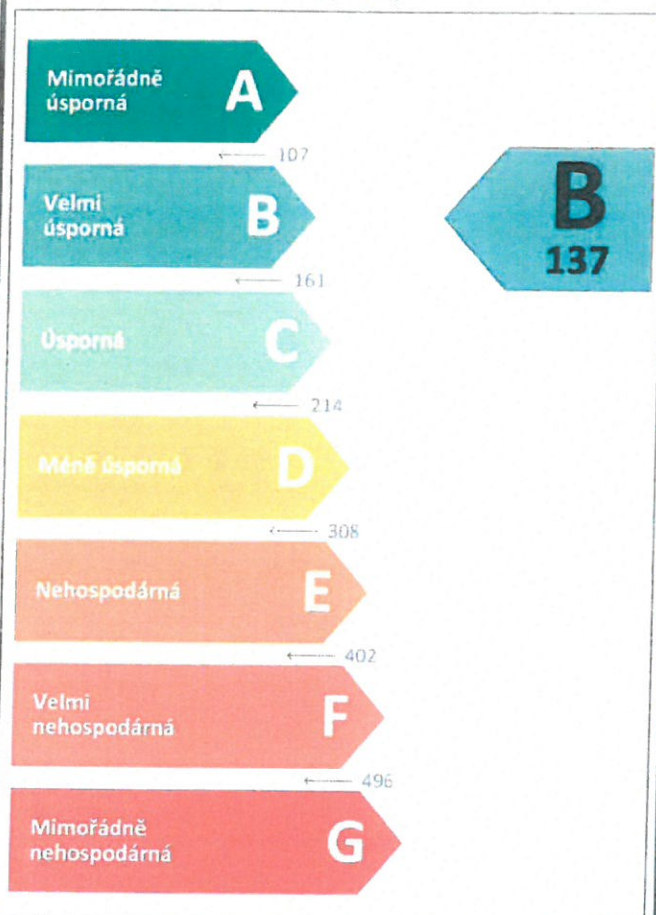 Mimořádně
úsporná
A
107
B
137
Velmi
úsporná
B
161
Úsporná
C
214
Méně úsporná
D
308
Nehospodárná
E
402
Velmi
nehospodárná
F
496
Mimořádně
nehospodárná
G